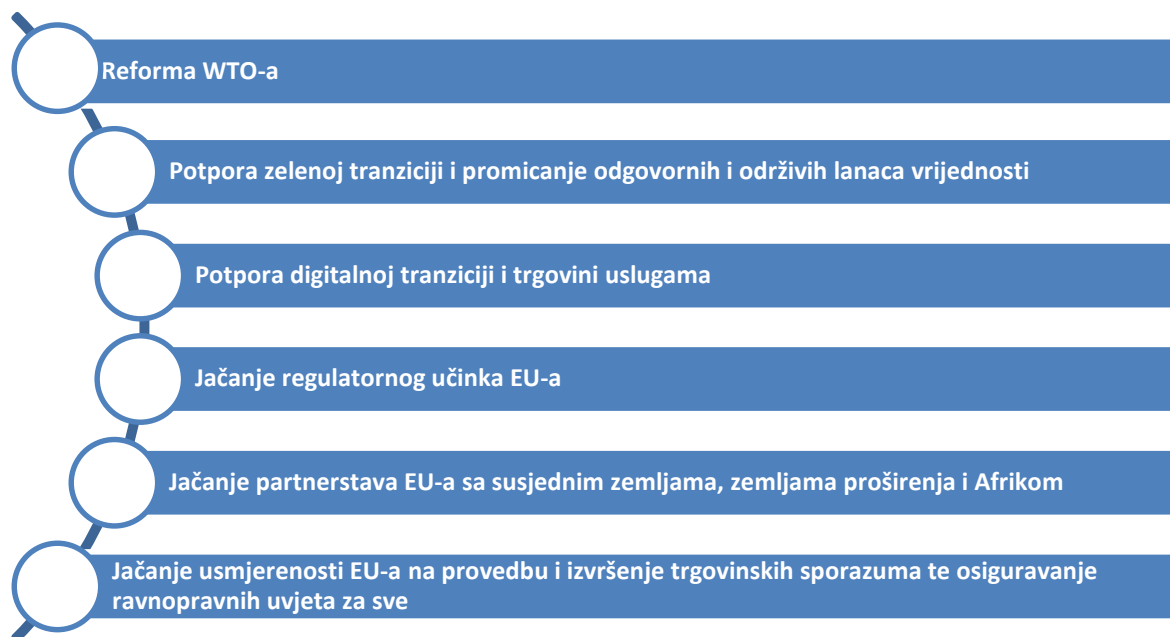 Reforma WTO-a
Potpora zelenoj tranziciji i promicanje odgovornih i održivih lanaca vrijednosti
Potpora digitalnoj tranziciji i trgovini uslugama
Jačanje regulatornog učinka EU-a
Jačanje partnerstava EU-a sa susjednim zemljama, zemljama proširenja i Afrikom
Jačanje usmjerenosti EU-a na provedbu i izvršenje trgovinskih sporazuma te osiguravanje
ravnopravnih uvjeta za sve